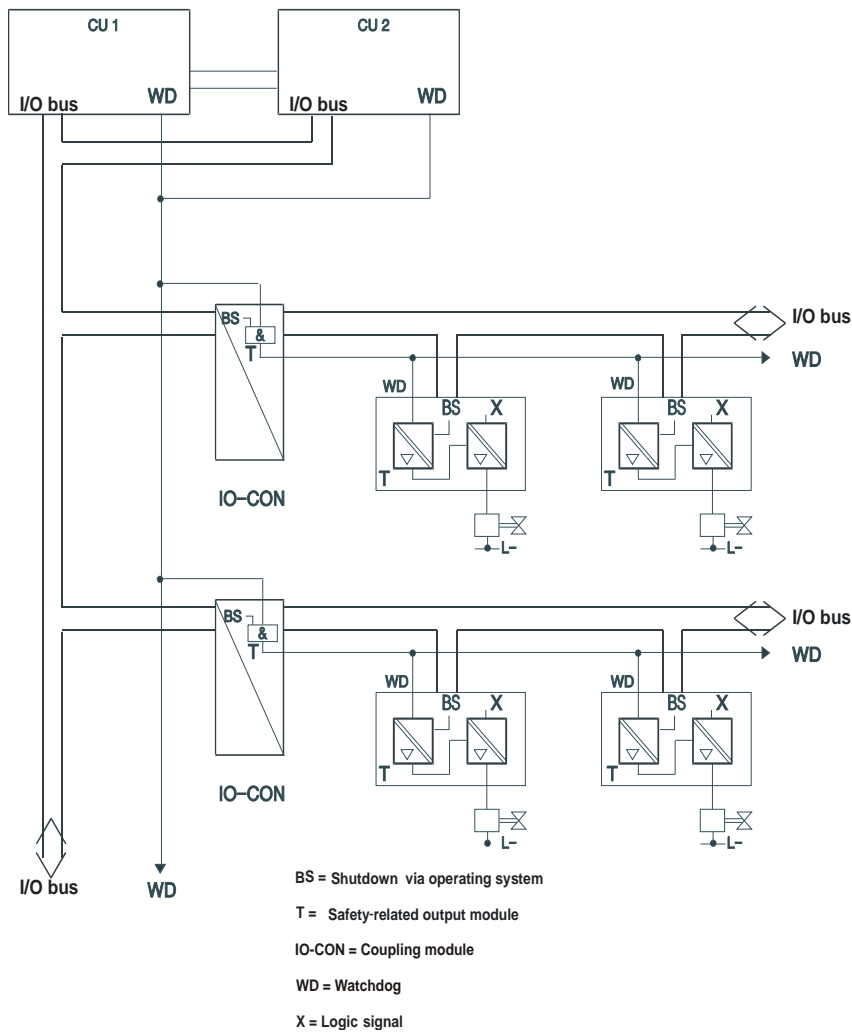 CU 1
CU 2
I/O bus
WD
I/O bus
WD
BS
&
T
I/O bus
WD
WD
BS
X
T
WD
BS
X
T
L-
L-
IO-CON
BS
&
T
I/O bus
WD
WD
BS
X
T
WD
BS
X
T
L-
L-
IO-CON
I/O bus
WD
BS = Shutdown via operating system
T = Safety-related output module
IO-CON = Coupling module
WD = Watchdog
X = Logic signal